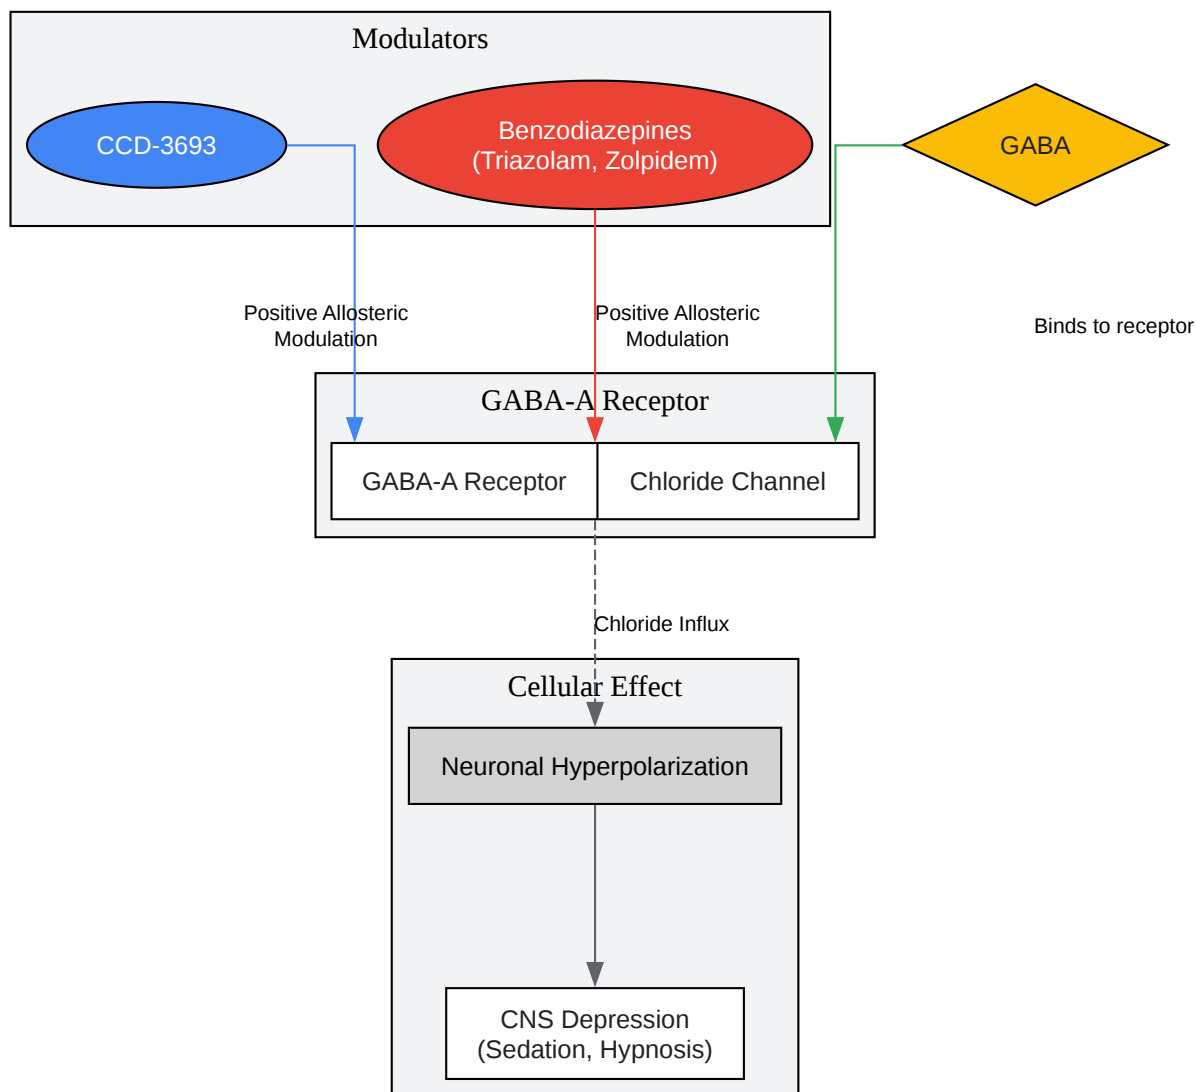 Modulators
CCD-3693
Benzodiazepines
(Triazolam, Zolpidem)
GABA
Positive Allosteric
Modulation
Positive Allosteric
Modulation
Binds to receptor
GABA-A Receptor
GABA-A Receptor
Chloride Channel
Chloride Influx
Cellular Effect
Neuronal Hyperpolarization
CNS Depression
(Sedation, Hypnosis)